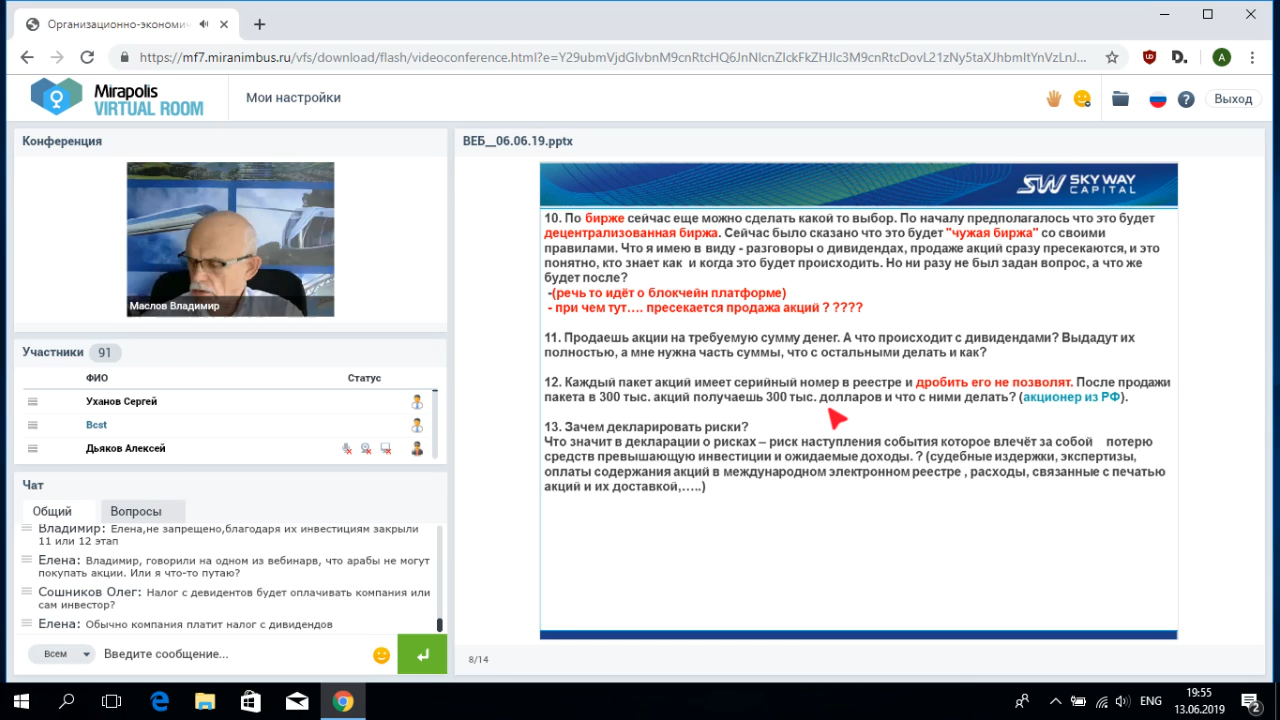 Организационно-экономич
https://mf7.miranimbus.ru/vfs/download/flash/videoconference.html?e=Y29ubmVjdGlvbnM9cnRtcHQ6JnNlcnZlckFkZHJlc3M9cnRtcDovL21zNy5taXJhbmltYnVzLnJ...
Mirapolis
VIRTUAL ROOM
Мои настройки
Выход
Конференция
ВЕБ__06.06.19.pptx
Маслов Владимир
SW SKY WAY
CAPITAL
10. По бирже сейчас еще можно сделать какой то выбор. По началу предполагалось что это будет
децентрализованная биржа. Сейчас было сказано что это будет "чужая биржа" со своими
правилами. Что я имею в виду - разговоры о дивидендах, продаже акций сразу пресекаются, и это
понятно, кто знает как и когда это будет происходить. Но ни разу не был задан вопрос, а что же
будет после?
-(речь то идёт о блокчейн платформе)
- при чем тут…. пресекается продажа акций ? ????
11. Продаешь акции на требуемую сумму денег. А что происходит с дивидендами? Выдадут их
полностью, а мне нужна часть суммы, что с остальными делать и как?
12. Каждый пакет акций имеет серийный номер в реестре и дробить его не позволят. После продажи
пакета в 300 тыс. акций получаешь 300 тыс. долларов и что с ними делать? (акционер из РФ).
13. Зачем декларировать риски?
Что значит в декларации о рисках – риск наступления события которое влечёт за собой потерю
средств превышающую инвестиции и ожидаемые доходы. ? (судебные издержки, экспертизы,
оплаты содержания акций в международном электронном реестре , расходы, связанные с печатью
акций и их доставкой,…..)
8/14
Участники 91
ФИО Статус
Уханов Сергей
Bcst
Дьяков Алексей
Чат
Общий Вопросы
Владимир: Елена,не запрещено,благодаря их инвестициям закрыли
11 или 12 этап
Елена: Владимир, говорили на одном из вебинарв, что арабы не могут
покупать акции. Или я что-то путаю?
Сошников Олег: Налог с девидентов будет оплачивать компания или
сам инвестор?
Елена: Обычно компания платит налог с дивидендов
Всем Введите сообщение...
ENG
19:55
13.06.2019
2